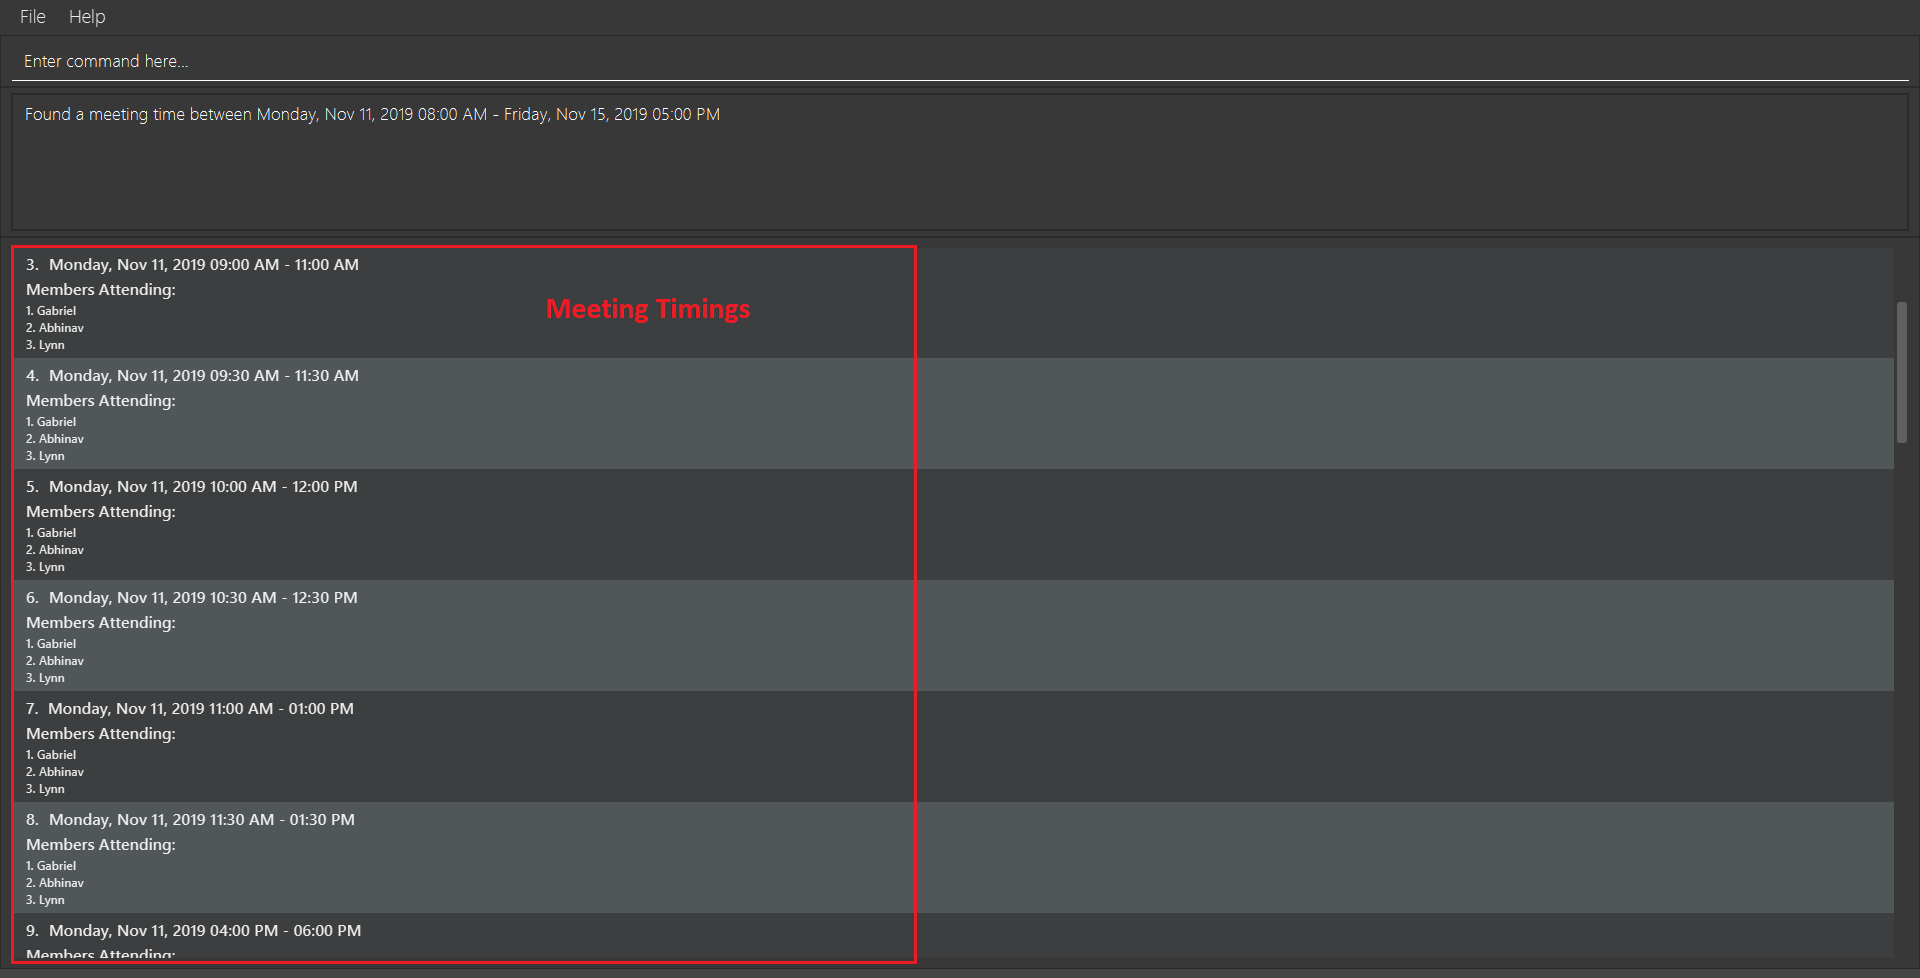 File Help
Enter command here...
Found a meeting time between Monday, Nov 11, 2019 08:00 AM - Friday, Nov 15, 2019 05:00 PM
3. Monday, Nov 11, 2019 09:00 AM - 11:00 AM
Members Attending:
Meeting Timings
1. Gabriel
2. Abhinav
3. Lynn
4. Monday, Nov 11, 2019 09:30 AM - 11:30 AM
Members Attending:
1. Gabriel
2. Abhinav
3. Lynn
5. Monday, Nov 11, 2019 10:00 AM - 12:00 PM
Members Attending:
1. Gabriel
2. Abhinav
3. Lynn
6. Monday, Nov 11, 2019 10:30 AM - 12:30 PM
Members Attending:
1. Gabriel
2. Abhinav
3. Lynn
7. Monday, Nov 11, 2019 11:00 AM - 01:00 PM
Members Attending:
1. Gabriel
2. Abhinav
3. Lynn
8. Monday, Nov 11, 2019 11:30 AM - 01:30 PM
Members Attending:
1. Gabriel
2. Abhinav
3. Lynn
9. Monday, Nov 11, 2019 04:00 PM - 06:00 PM
Members Attending: